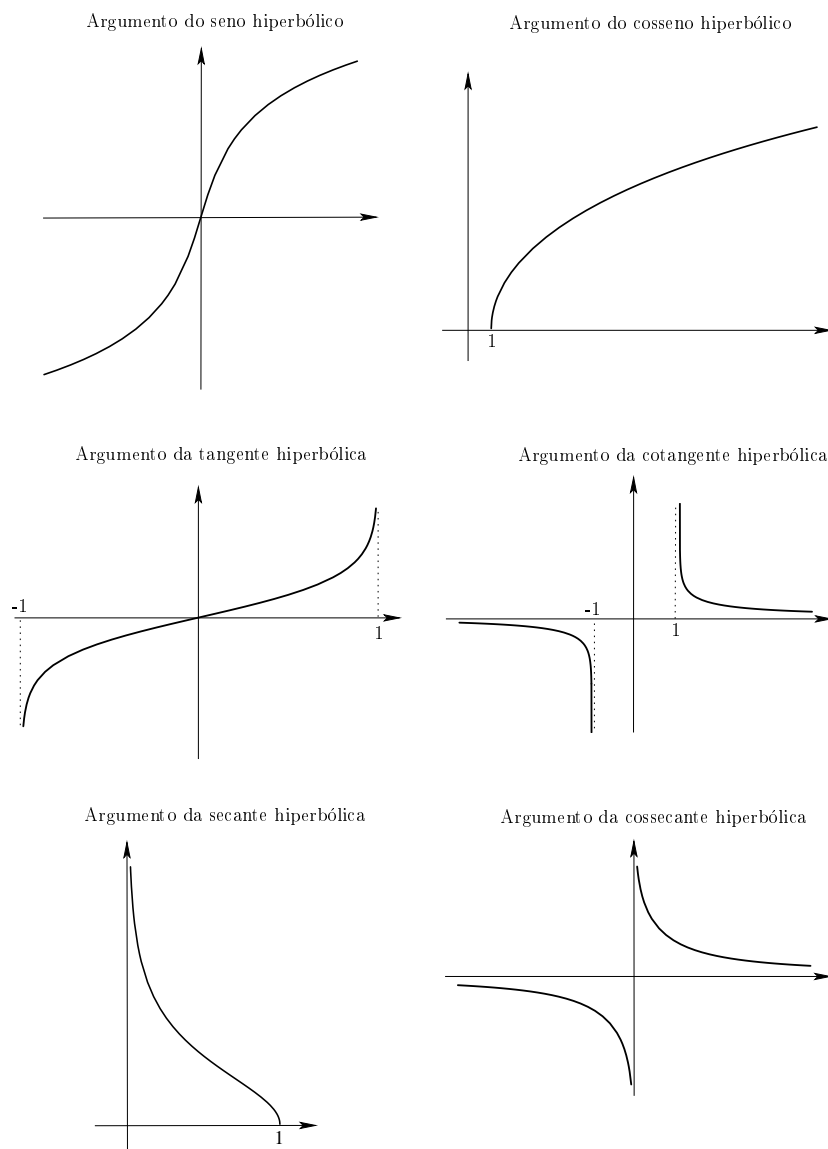 Argumento do seno hiperbólico
Argumento do cosseno hiperbólico
1
Argumento da tangente hiperbólica
Argumento da cotangente hiperbólica
-1
1
-1
1
Argumento da secante hiperbólica
Argumento da cossecante hiperbólica
1